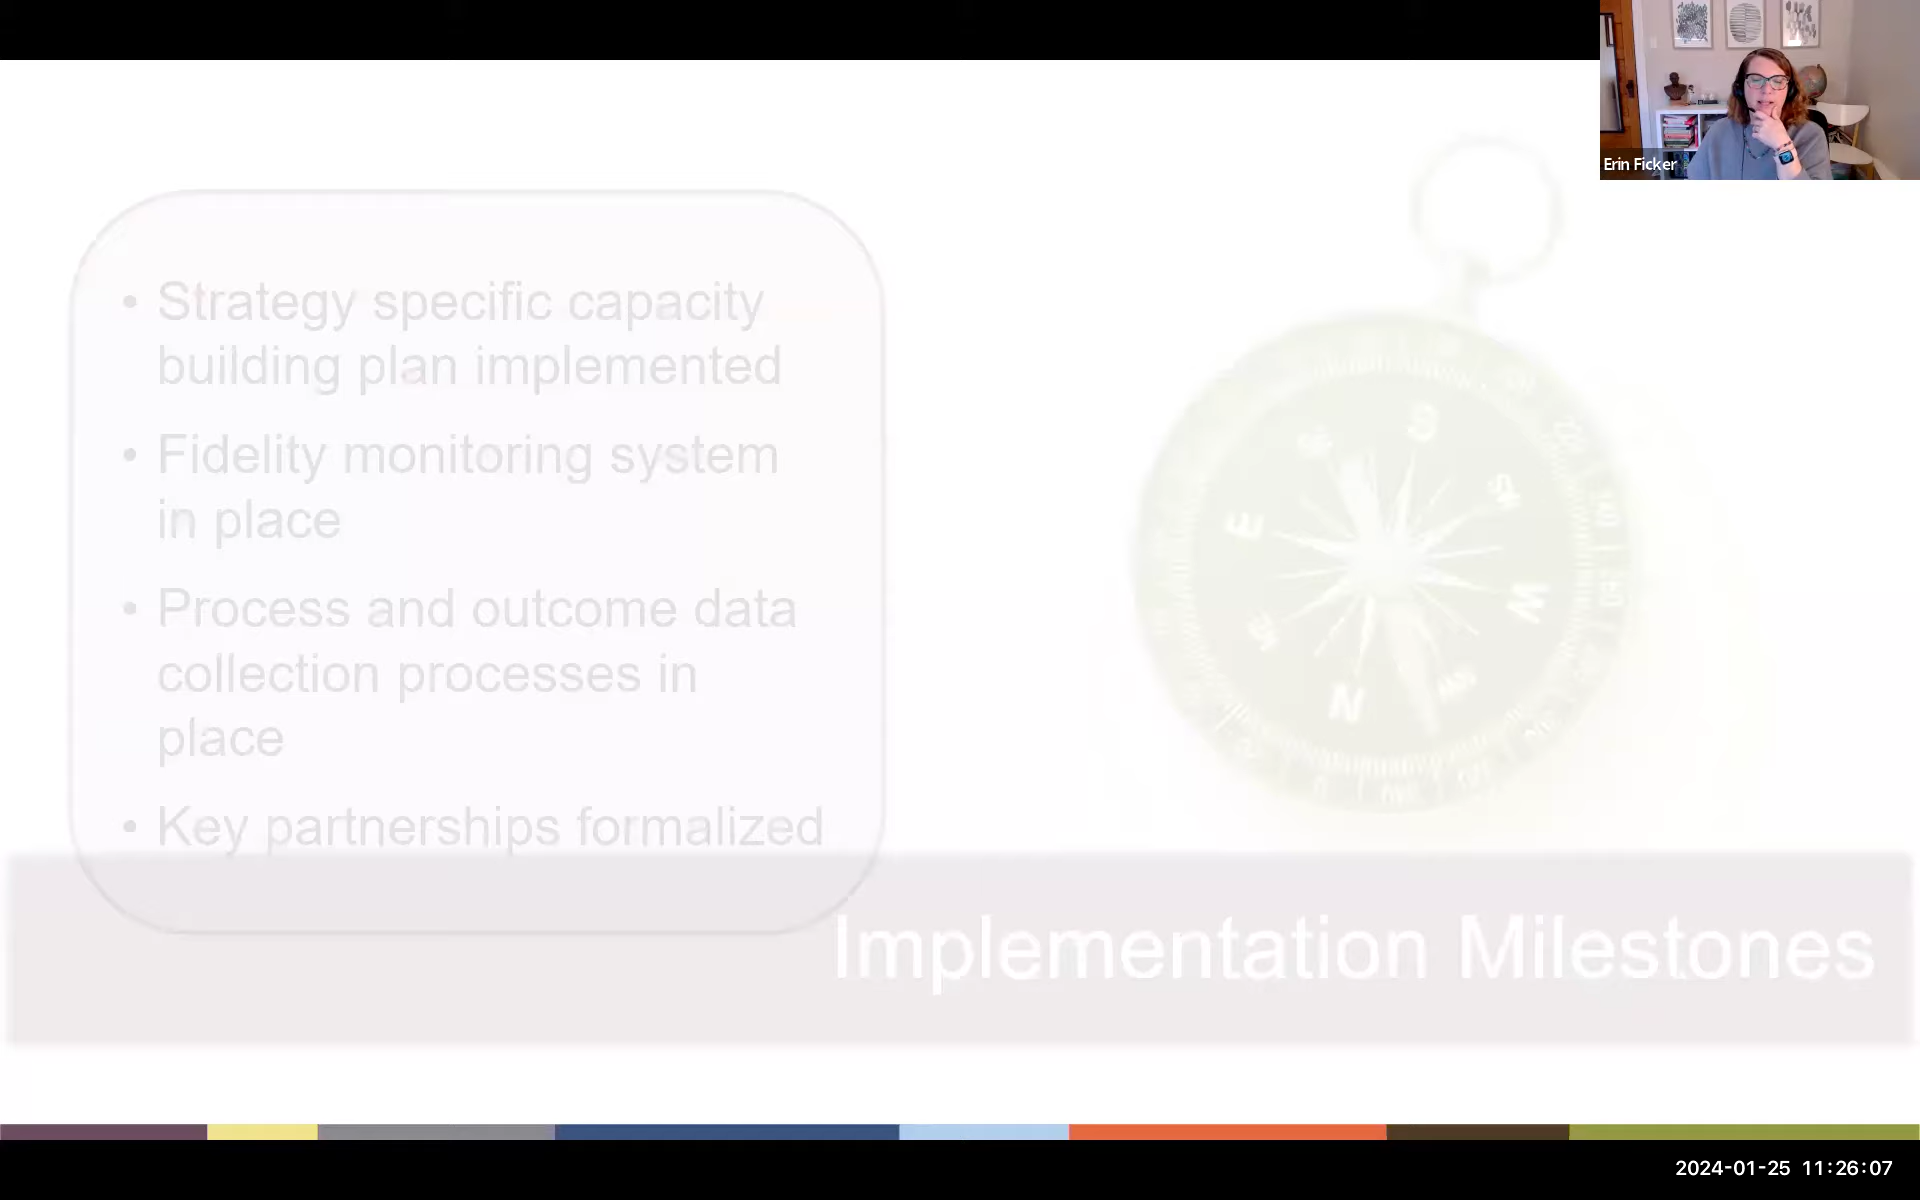 Erin Ficker
• Strategy specific capacity
building plan implemented
• Fidelity monitoring system
in place
• Process and outcome data
collection processes in
place
• Key partnerships formalized
S
E
W
N
Implementation Milestones
2024-01-25 11:26:07